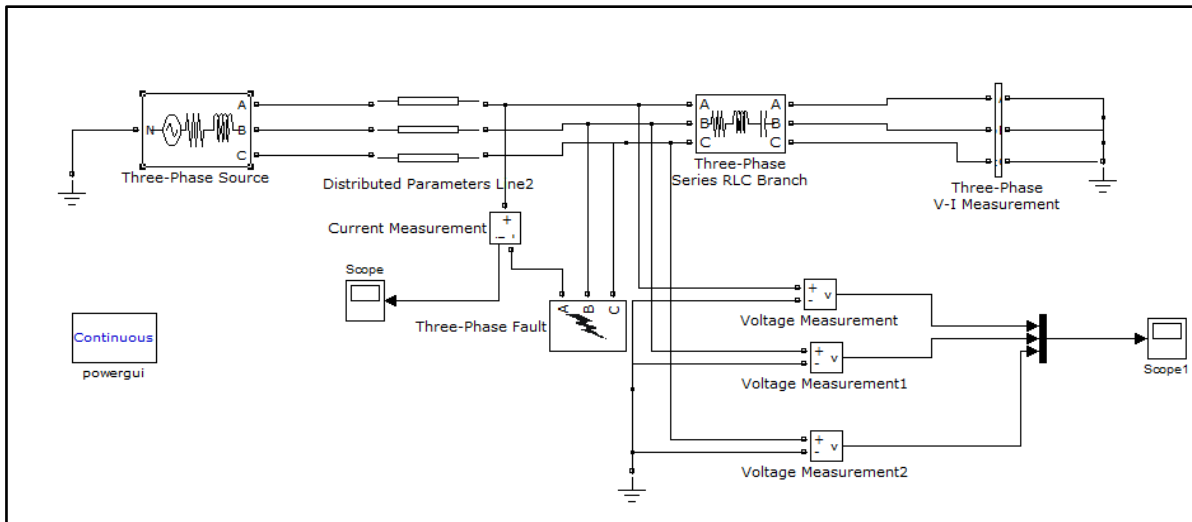 N
A
B
C
Three-Phase Source
Distributed Parameters Line2
A
B
C
A
B
C
Three-Phase
Series RLC Branch
Three-Phase
V-I Measurement
+
-
i
Current Measurement
Scope
A
B
C
Three-Phase Fault
Continuous
powergui
+
-
v
Voltage Measurement
+
-
v
Voltage Measurement1
+
-
v
Voltage Measurement2
Scope1